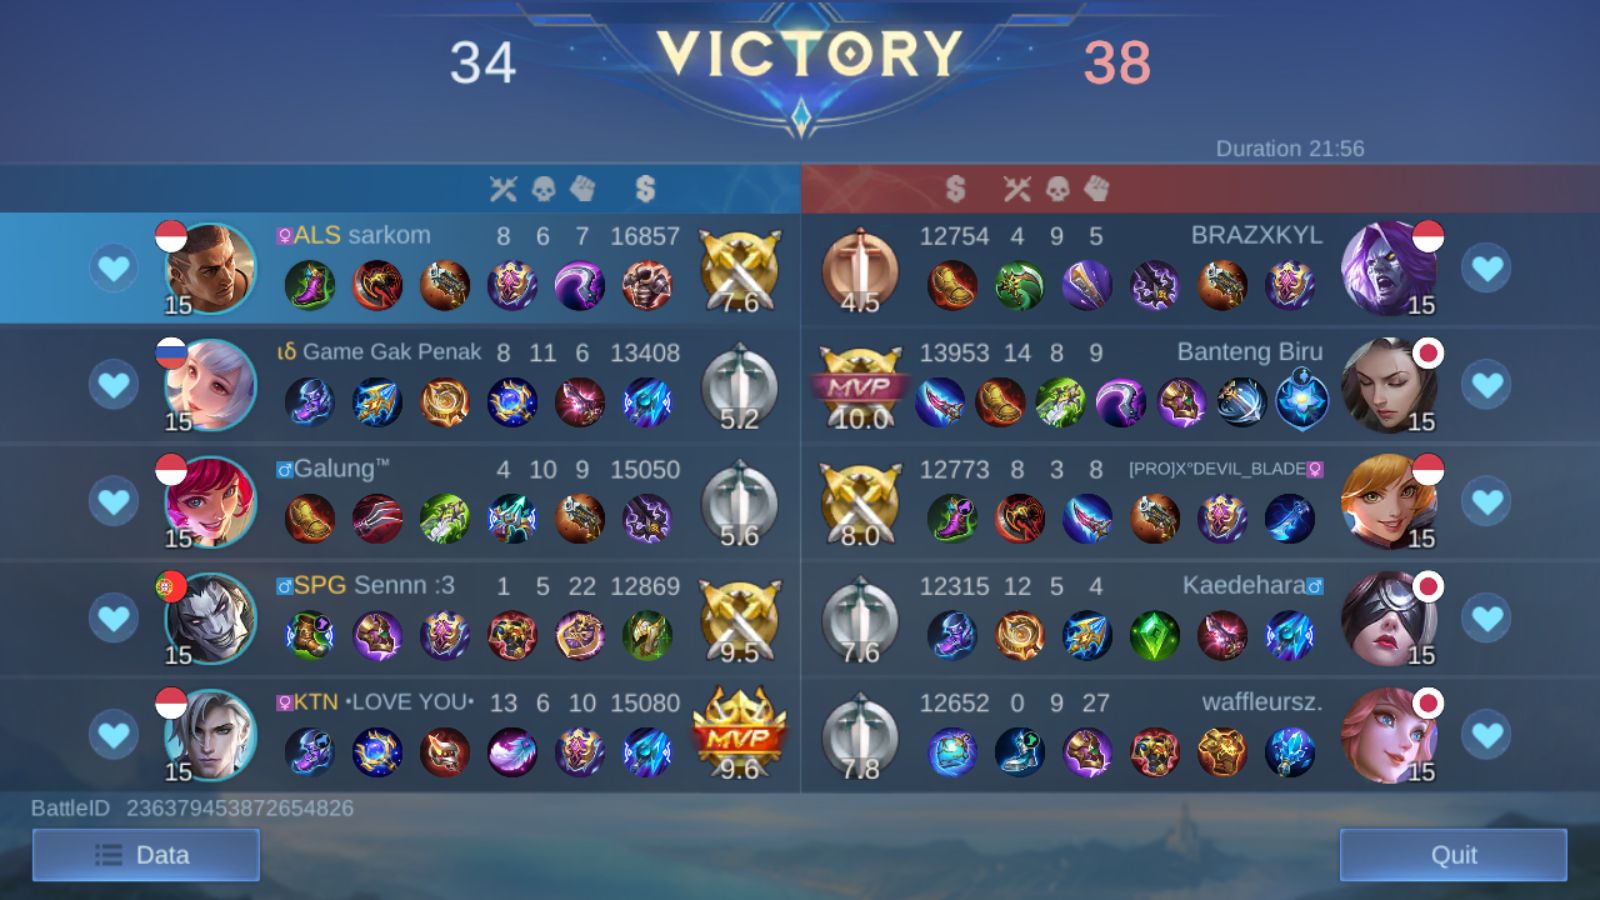 34 VICTORY 38
Duration 21:56
ALS sarkom 8 6 7 16857
15 7.6
12754 4 9 5 BRAZXKYL
4.5 15
ιδ Game Gak Penak 8 11 6 13408
15 5.2
13953 14 8 9 Banteng Biru
MVP 10.0 15
Galung™ 4 10 9 15050
15 5.6
12773 8 3 8 [PRO]X°DEVIL_BLADE
8.0 15
SPG Sennn :3 1 5 22 12869
15 9.5
12315 12 5 4 Kaedehara
7.6 15
KTN •LOVE YOU• 13 6 10 15080
15 MVP 9.6
12652 0 9 27 waffleursz.
7.8 15
BattleID 236379453872654826
Data
Quit